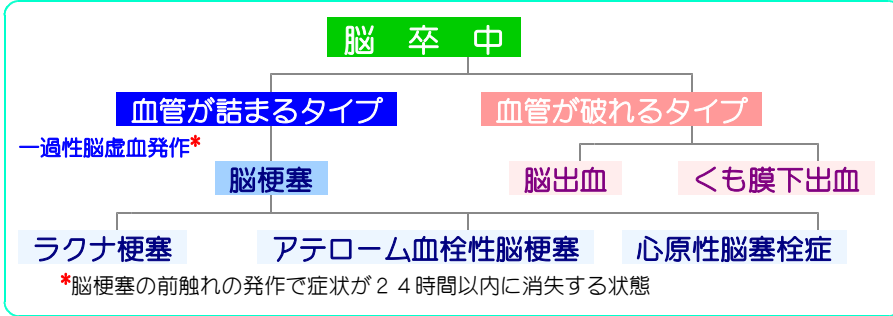 脳 卒 中
血管が詰まるタイプ 血管が破れるタイプ
一過性脳虚血発作*
脳梗塞 脳出血 くも膜下出血
ラクナ梗塞 アテローム血栓性脳梗塞 心原性脳塞栓症
*脳梗塞の前触れの発作で症状が24時間以内に消失する状態